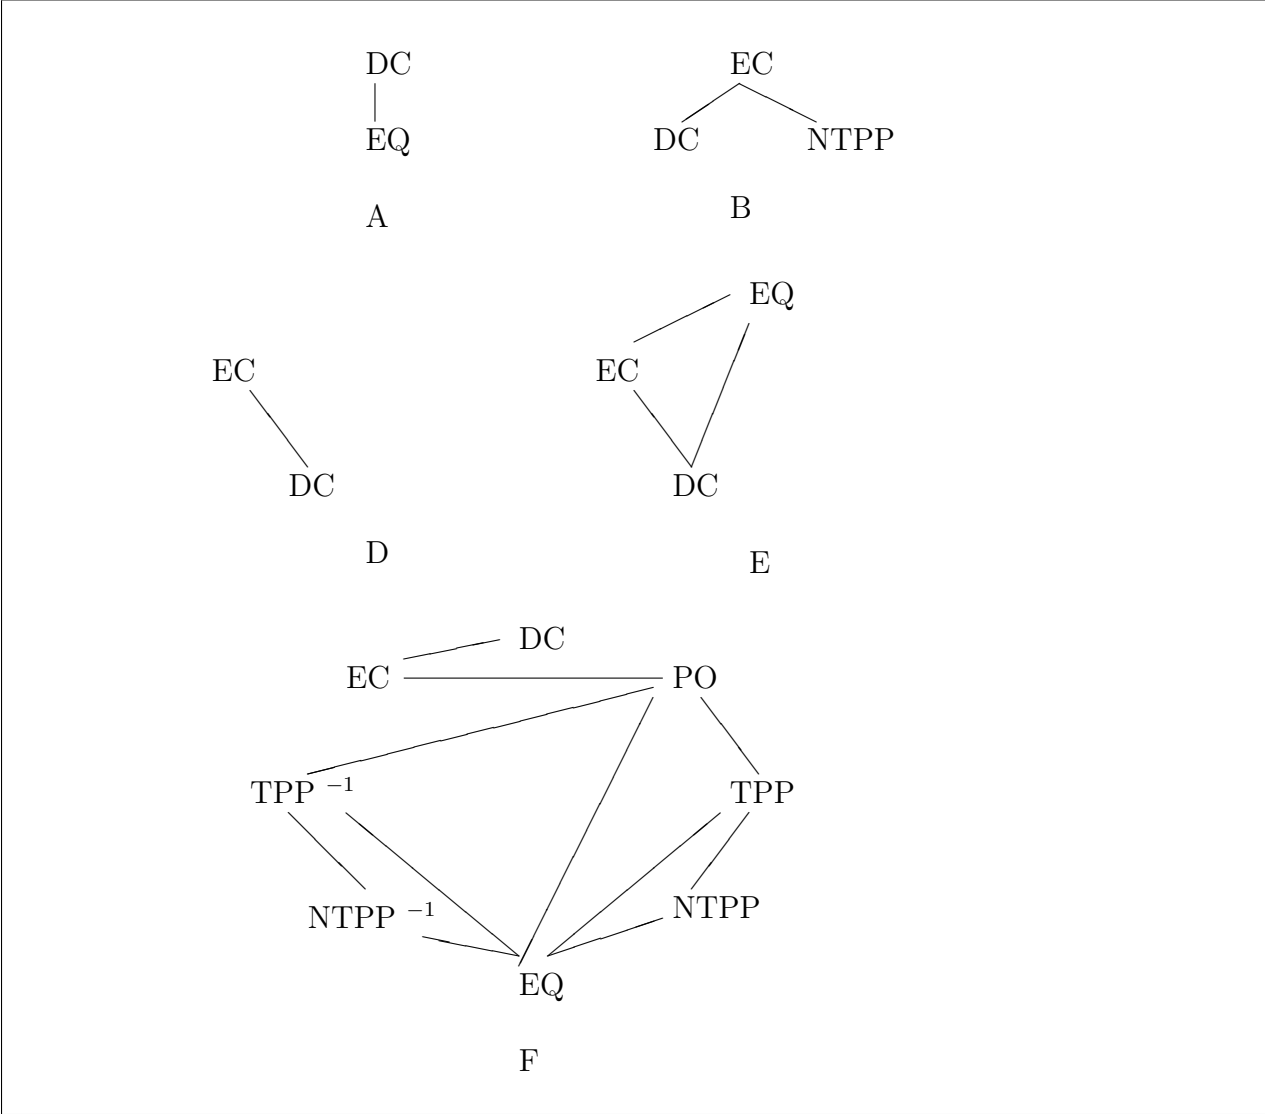 DC EC
EQ DC NTPP
A B
EQ
EC EC
DC DC
D E
DC
EC PO
TPP −1 TPP
NTPP −1 NTPP
EQ
F